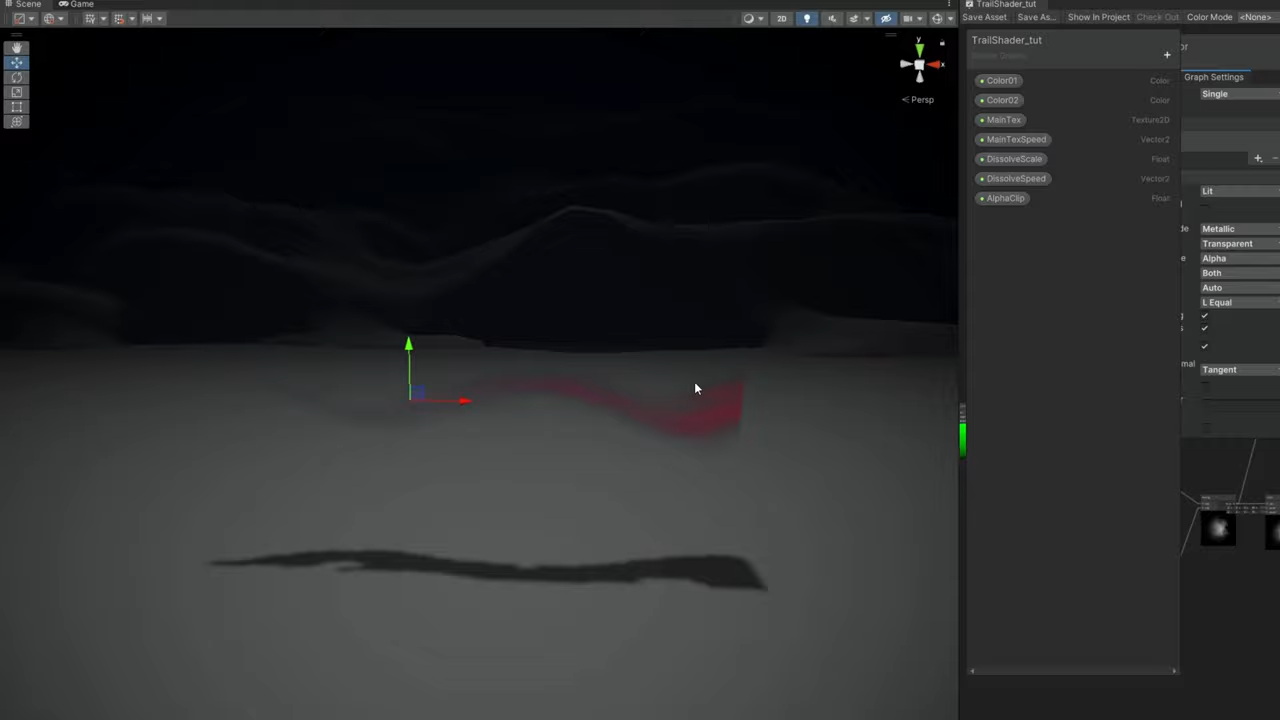 Scene
Game
2D
y
x
Persp
TrailShader_tut
Save Asset
Save As...
Show In Project
Check Out
Color Mode
<None>
TrailShader_tut
Color01 Color
Color02 Color
MainTex Texture2D
MainTexSpeed Vector2
DissolveScale Float
DissolveSpeed Vector2
AlphaClip Float
Graph Settings
Single
Lit
Metallic
Transparent
Alpha
Both
Auto
L Equal
Tangent